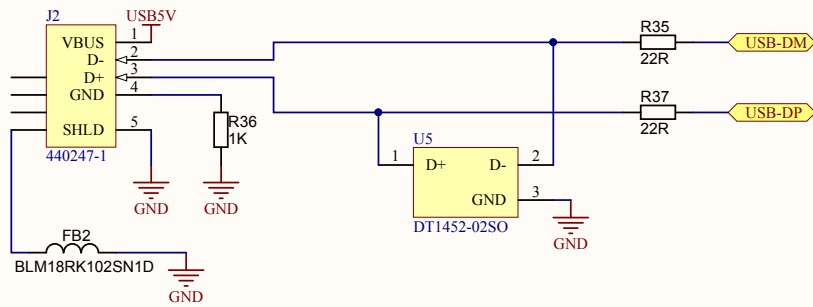 J2
USB5V
VBUS
1
D-
2
D+
3
GND
4
SHLD
5
440247-1
GND
R36
1K
GND
FB2
BLM18RK102SN1D
GND
R35
22R
USB-DM
R37
22R
USB-DP
U5
1
D+
D-
2
GND
3
DT1452-02SO
GND